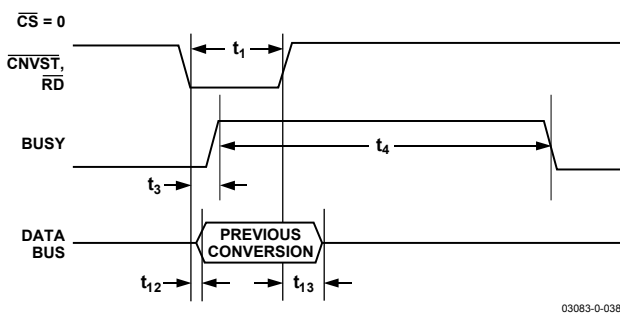 CS = 0
CNVST,
RD
t1
BUSY
t4
t3
DATA
BUS
PREVIOUS
CONVERSION
t12
t13
03083-0-038